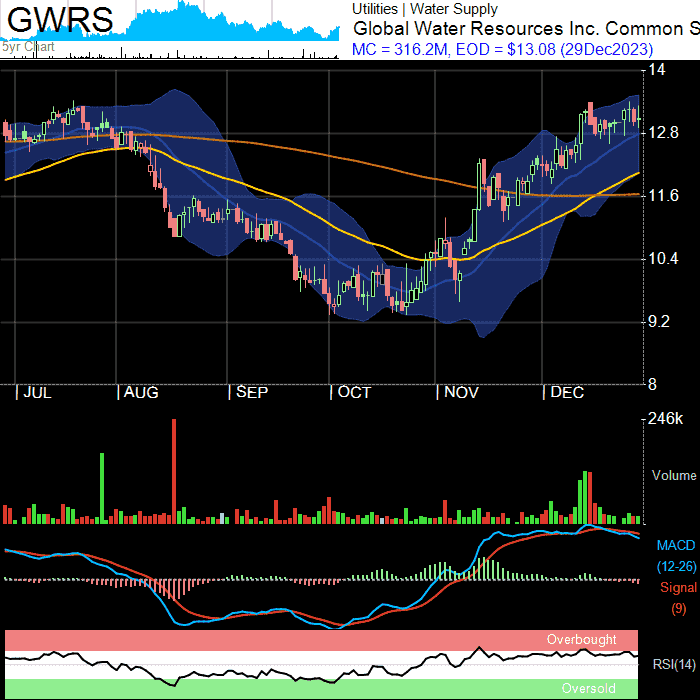 GWRS
5yr Chart
Utilities | Water Supply
Global Water Resources Inc. Common S
MC = 316.2M, EOD = $13.08 (29Dec2023)
14
12.8
11.6
10.4
9.2
8
| JUL | AUG | SEP | OCT | NOV | DEC
246k
Volume
MACD
(12-26)
Signal
(9)
Overbought
RSI(14)
Oversold